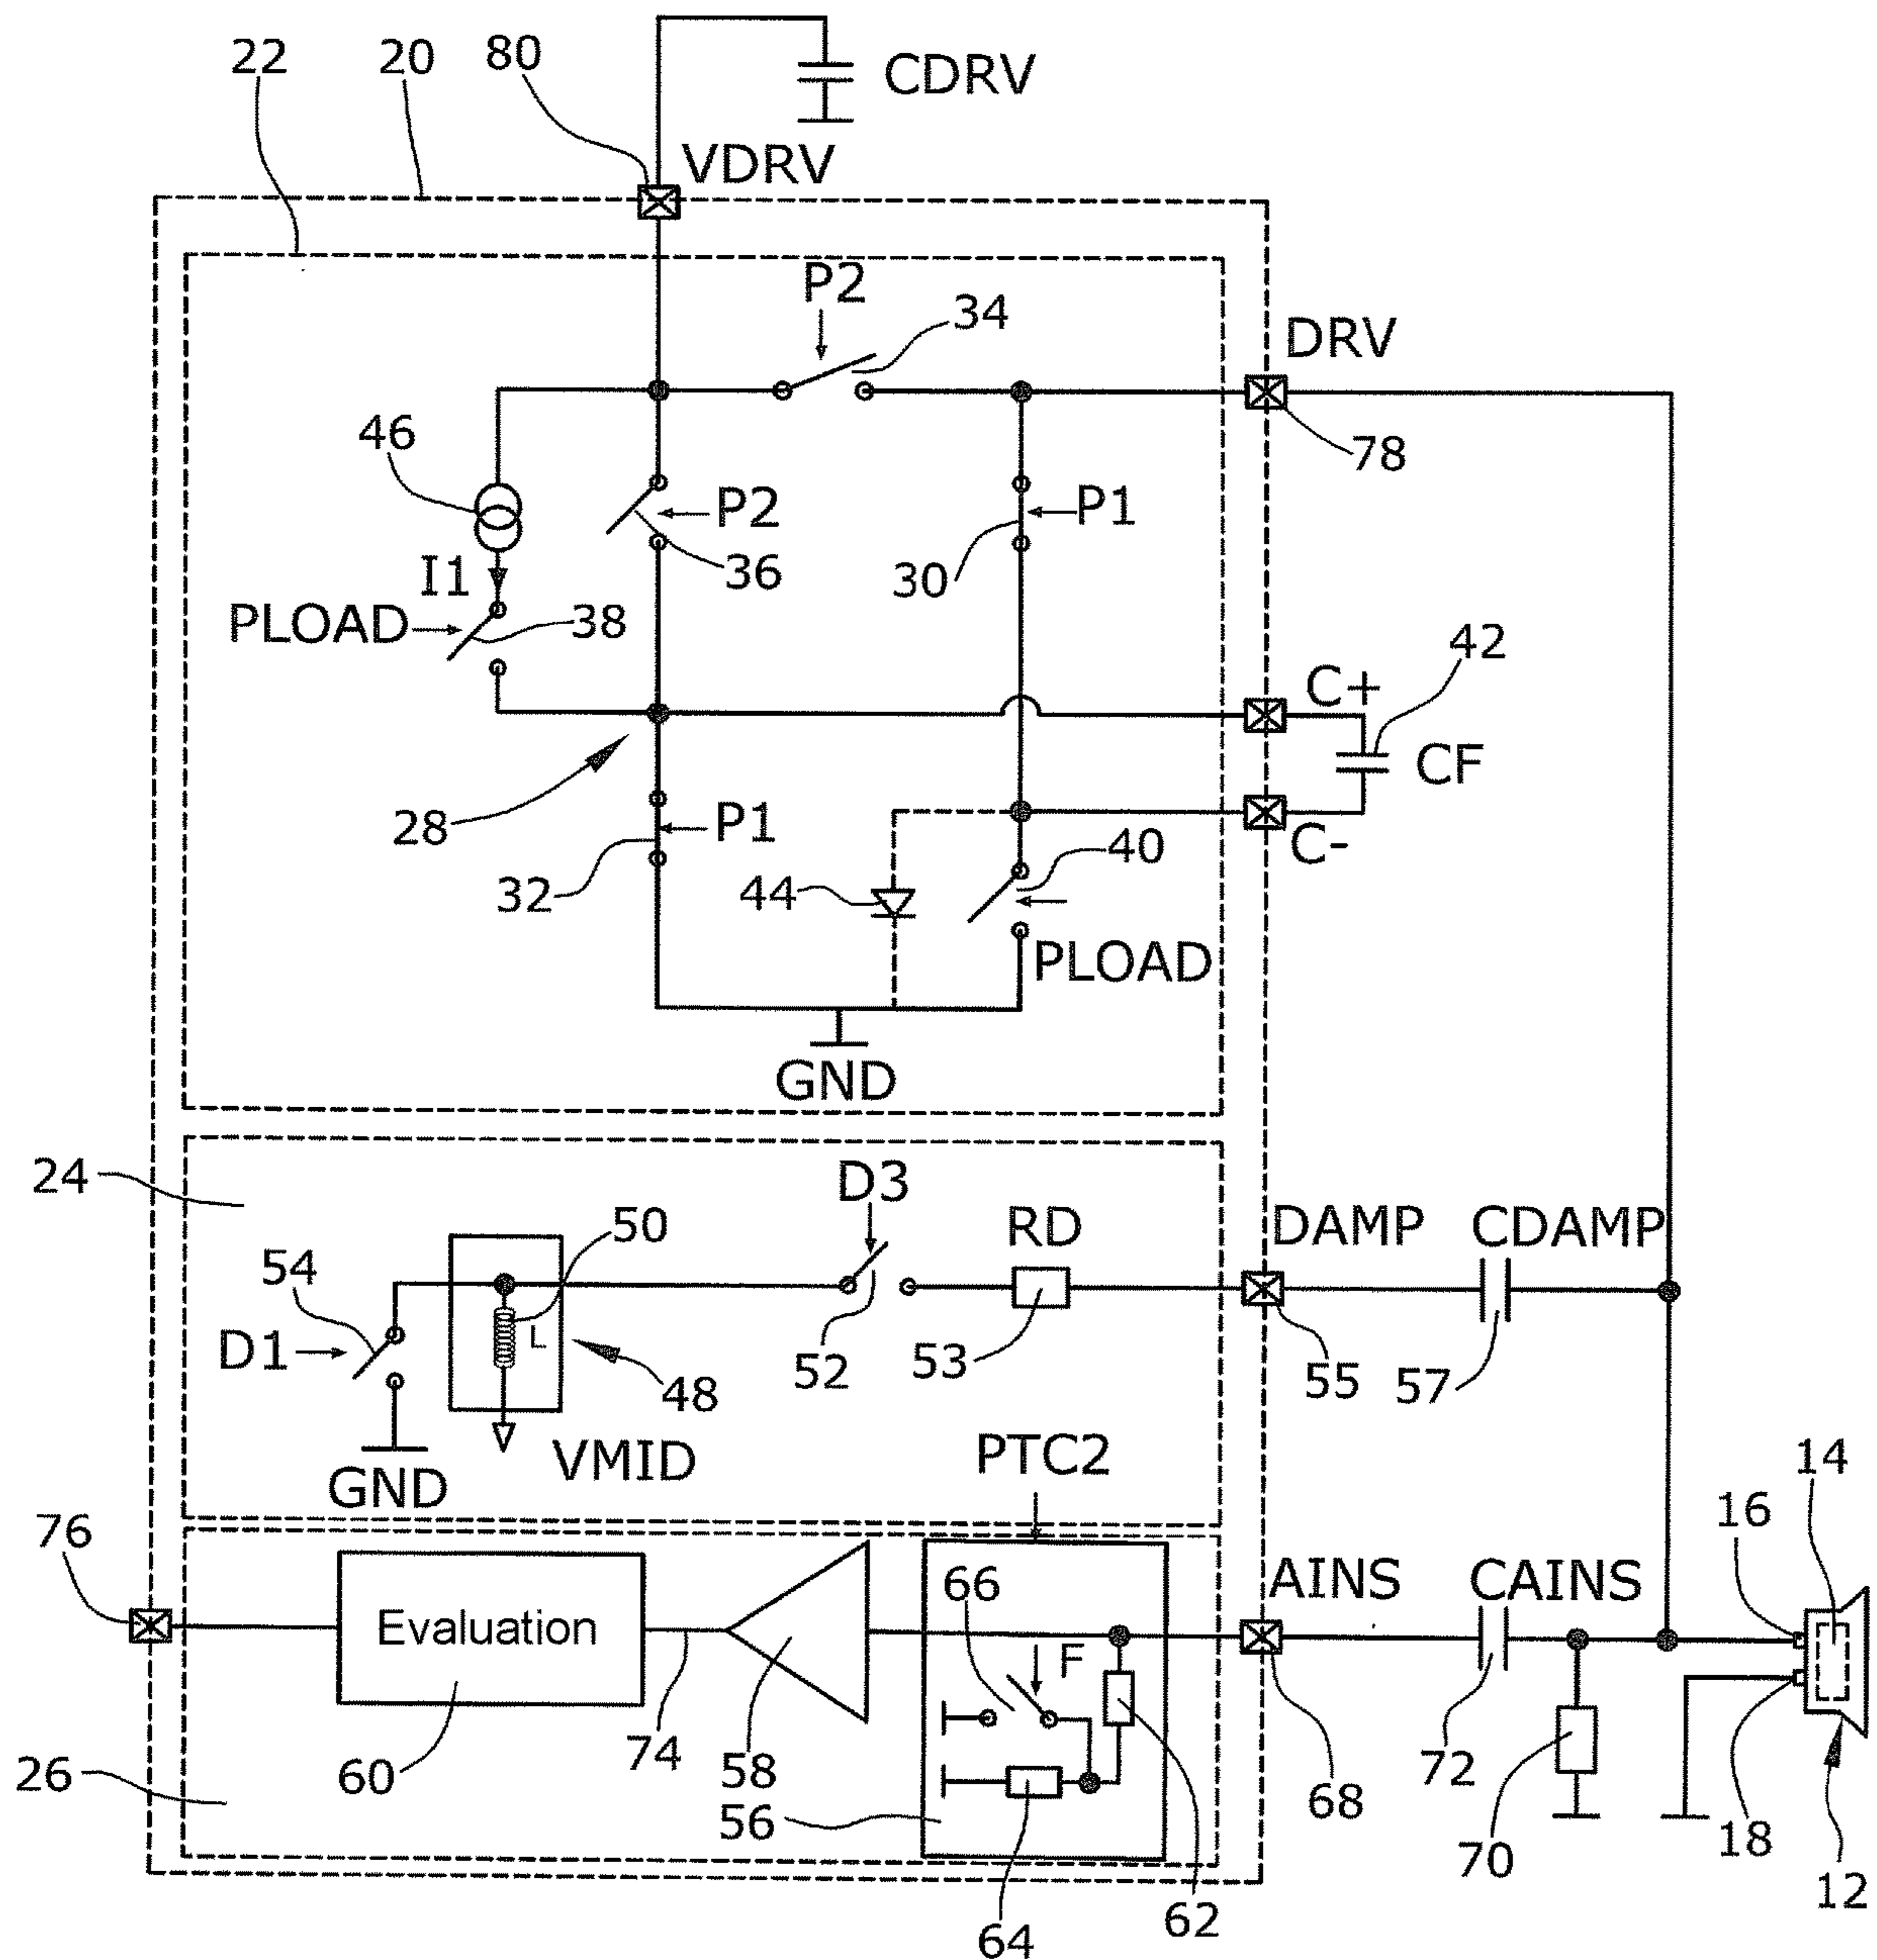 22
20
80
CDRV
VDRV
P2
34
DRV
78
46
P2
36
P1
30
I1
PLOAD
38
C+
42
CF
28
P1
C-
40
32
44
PLOAD
GND
24
D3
50
RD
DAMP
CDAMP
54
L
D1
52
53
55
57
48
VMID
PTC2
GND
14
16
76
AINS
CAINS
66
Evaluation
F
74
58
26
60
72
68
18
56
70
12
64
62